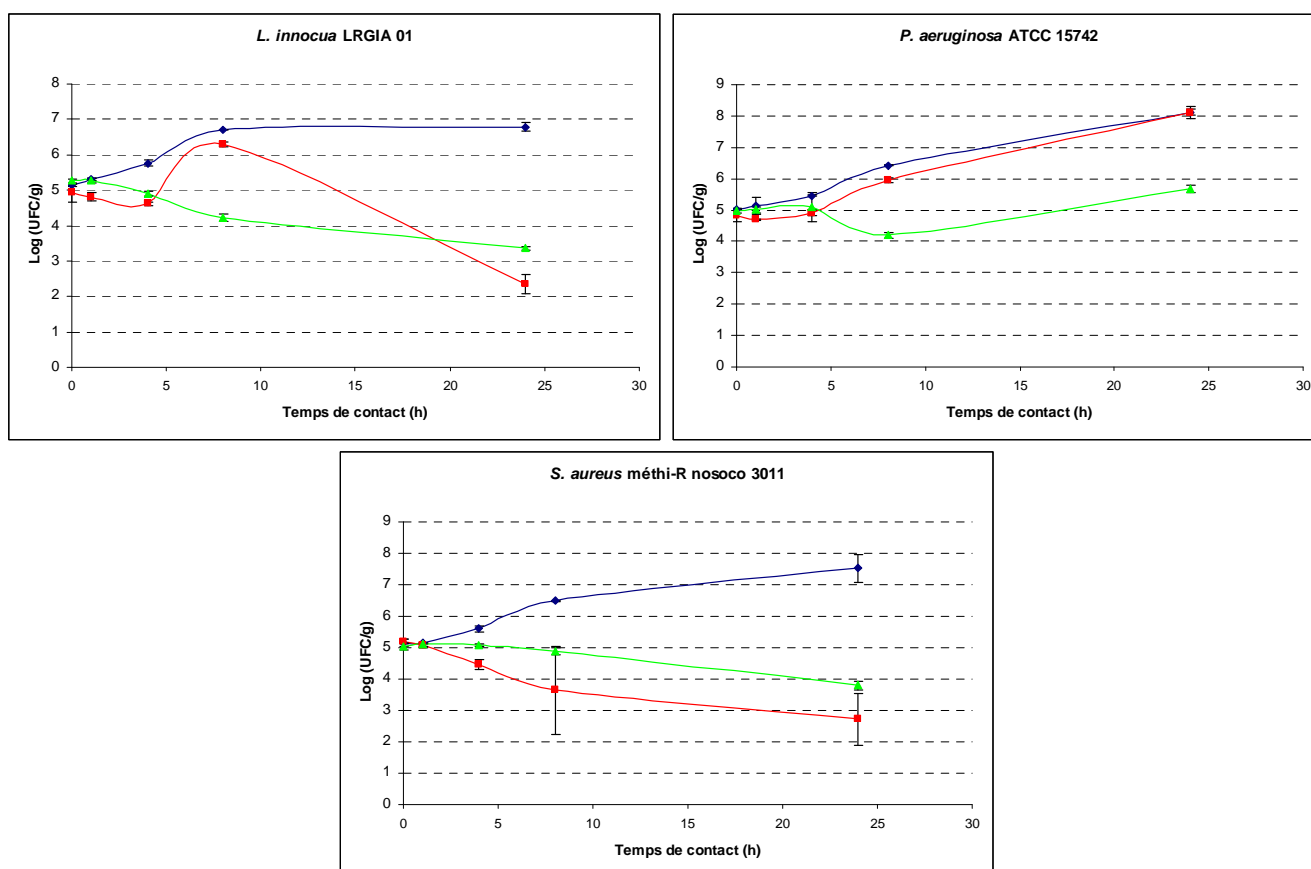 L. innocua LRGIA 01
8
7
6
5
4
3
2
1
0
Log (UFC/g)
0 5 10 15 20 25 30
Temps de contact (h)
P. aeruginosa ATCC 15742
9
8
7
6
5
4
3
2
1
0
Log (UFC/g)
0 5 10 15 20 25 30
Temps de contact (h)
S. aureus méthi-R nosoco 3011
9
8
7
6
5
4
3
2
1
0
Log (UFC/g)
0 5 10 15 20 25 30
Temps de contact (h)